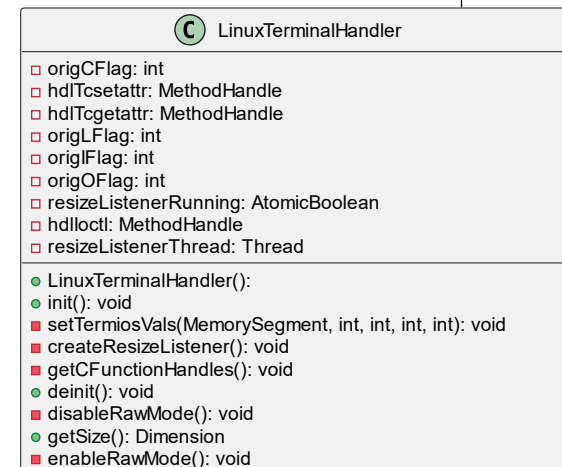 C LinuxTerminalHandler
origCFlag: int
hdlTcsetattr: MethodHandle
hdlTcgetattr: MethodHandle
origLFlag: int
origIFlag: int
origOFlag: int
resizeListenerRunning: AtomicBoolean
hdlIoctl: MethodHandle
resizeListenerThread: Thread
LinuxTerminalHandler():
init(): void
setTermiosVals(MemorySegment, int, int, int, int): void
createResizeListener(): void
getCFunctionHandles(): void
deinit(): void
disableRawMode(): void
getSize(): Dimension
enableRawMode(): void